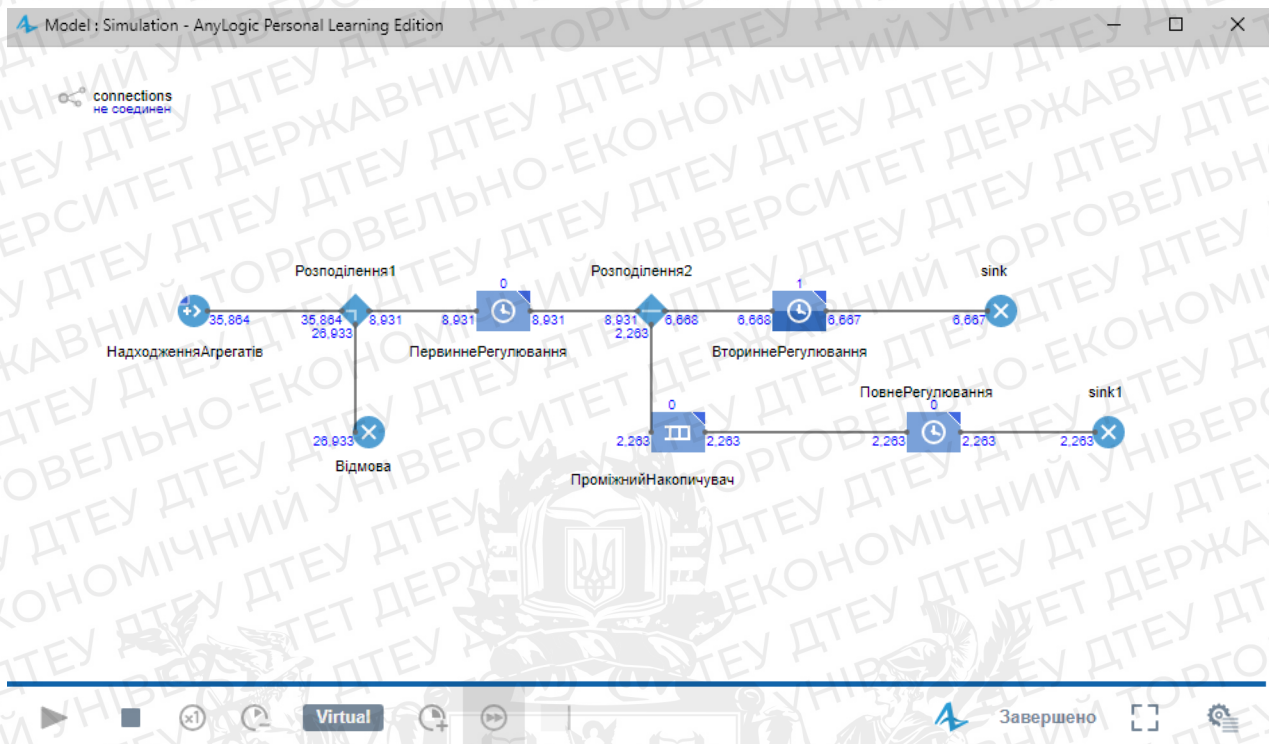 Model : Simulation - AnyLogic Personal Learning Edition
connections
не соединен
Розподілення1
Розподілення2
sink
0
1
35,864
35,864
8,931
8,931
8,931
8,931
6,668
6,668
6,667
6,667
26,933
2,263
НадходженняАгрегатів
ПервиннеРегулювання
ВториннеРегулювання
ПовнеРегулювання
sink1
0
0
26,933
2,263
2,263
2,263
2,263
2,263
Відмова
ПроміжнийНакопичувач
x1
Virtual
Завершено